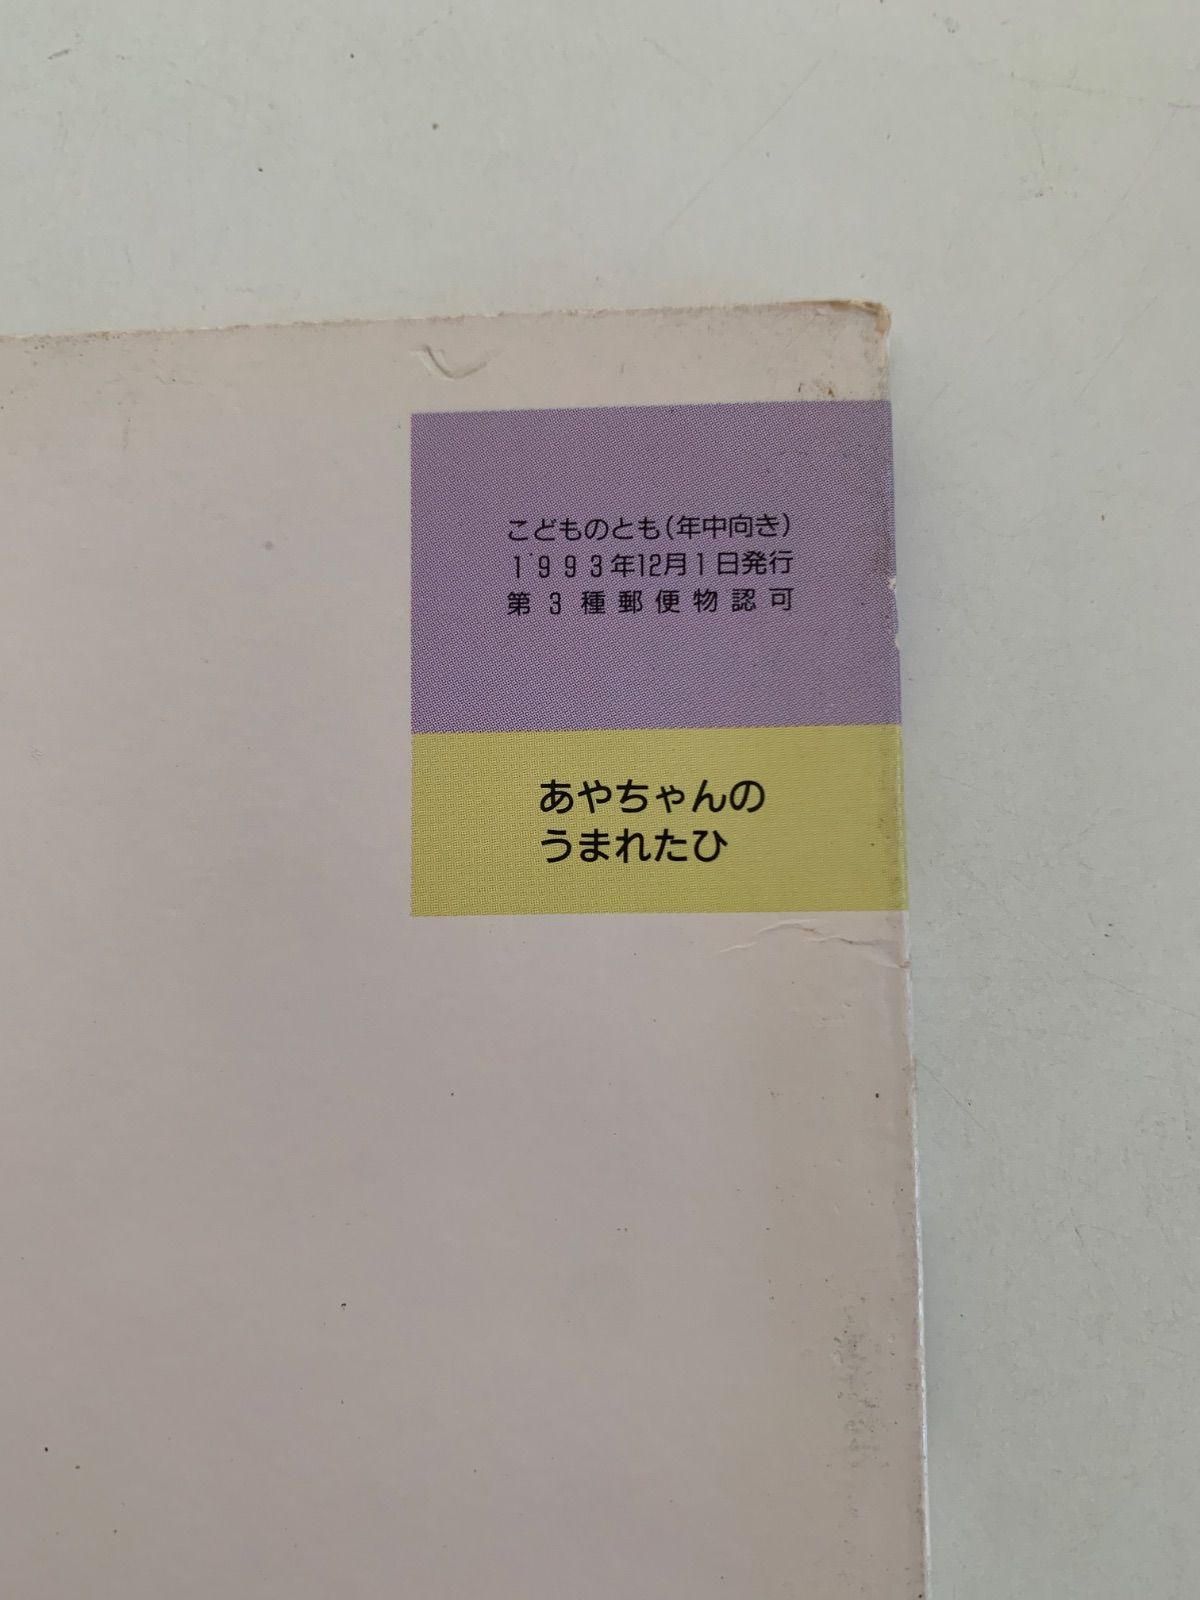 こどものとも（年中向き）
1993年12月1日発行
第3種郵便物認可
あやちゃんの
うまれたひ